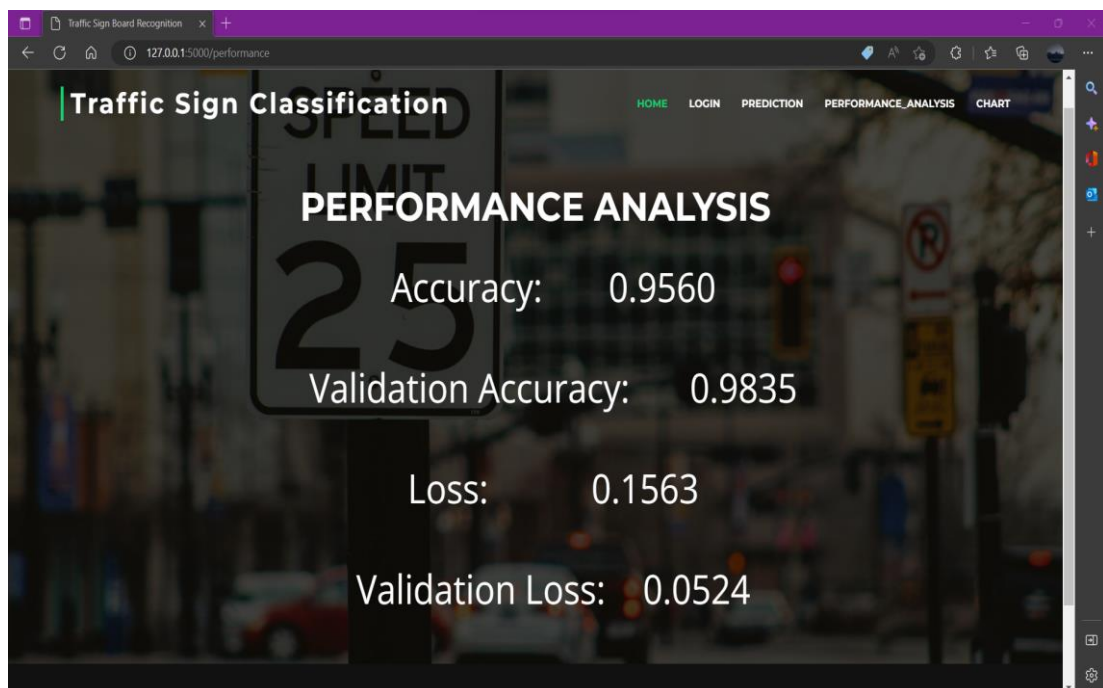 Traffic Sign Board Recognition
127.0.0.1:5000/performance
Traffic Sign Classification
HOME LOGIN PREDICTION PERFORMANCE_ANALYSIS CHART
SPEED
LIMIT
25
PERFORMANCE ANALYSIS
Accuracy: 0.9560
Validation Accuracy: 0.9835
Loss: 0.1563
Validation Loss: 0.0524